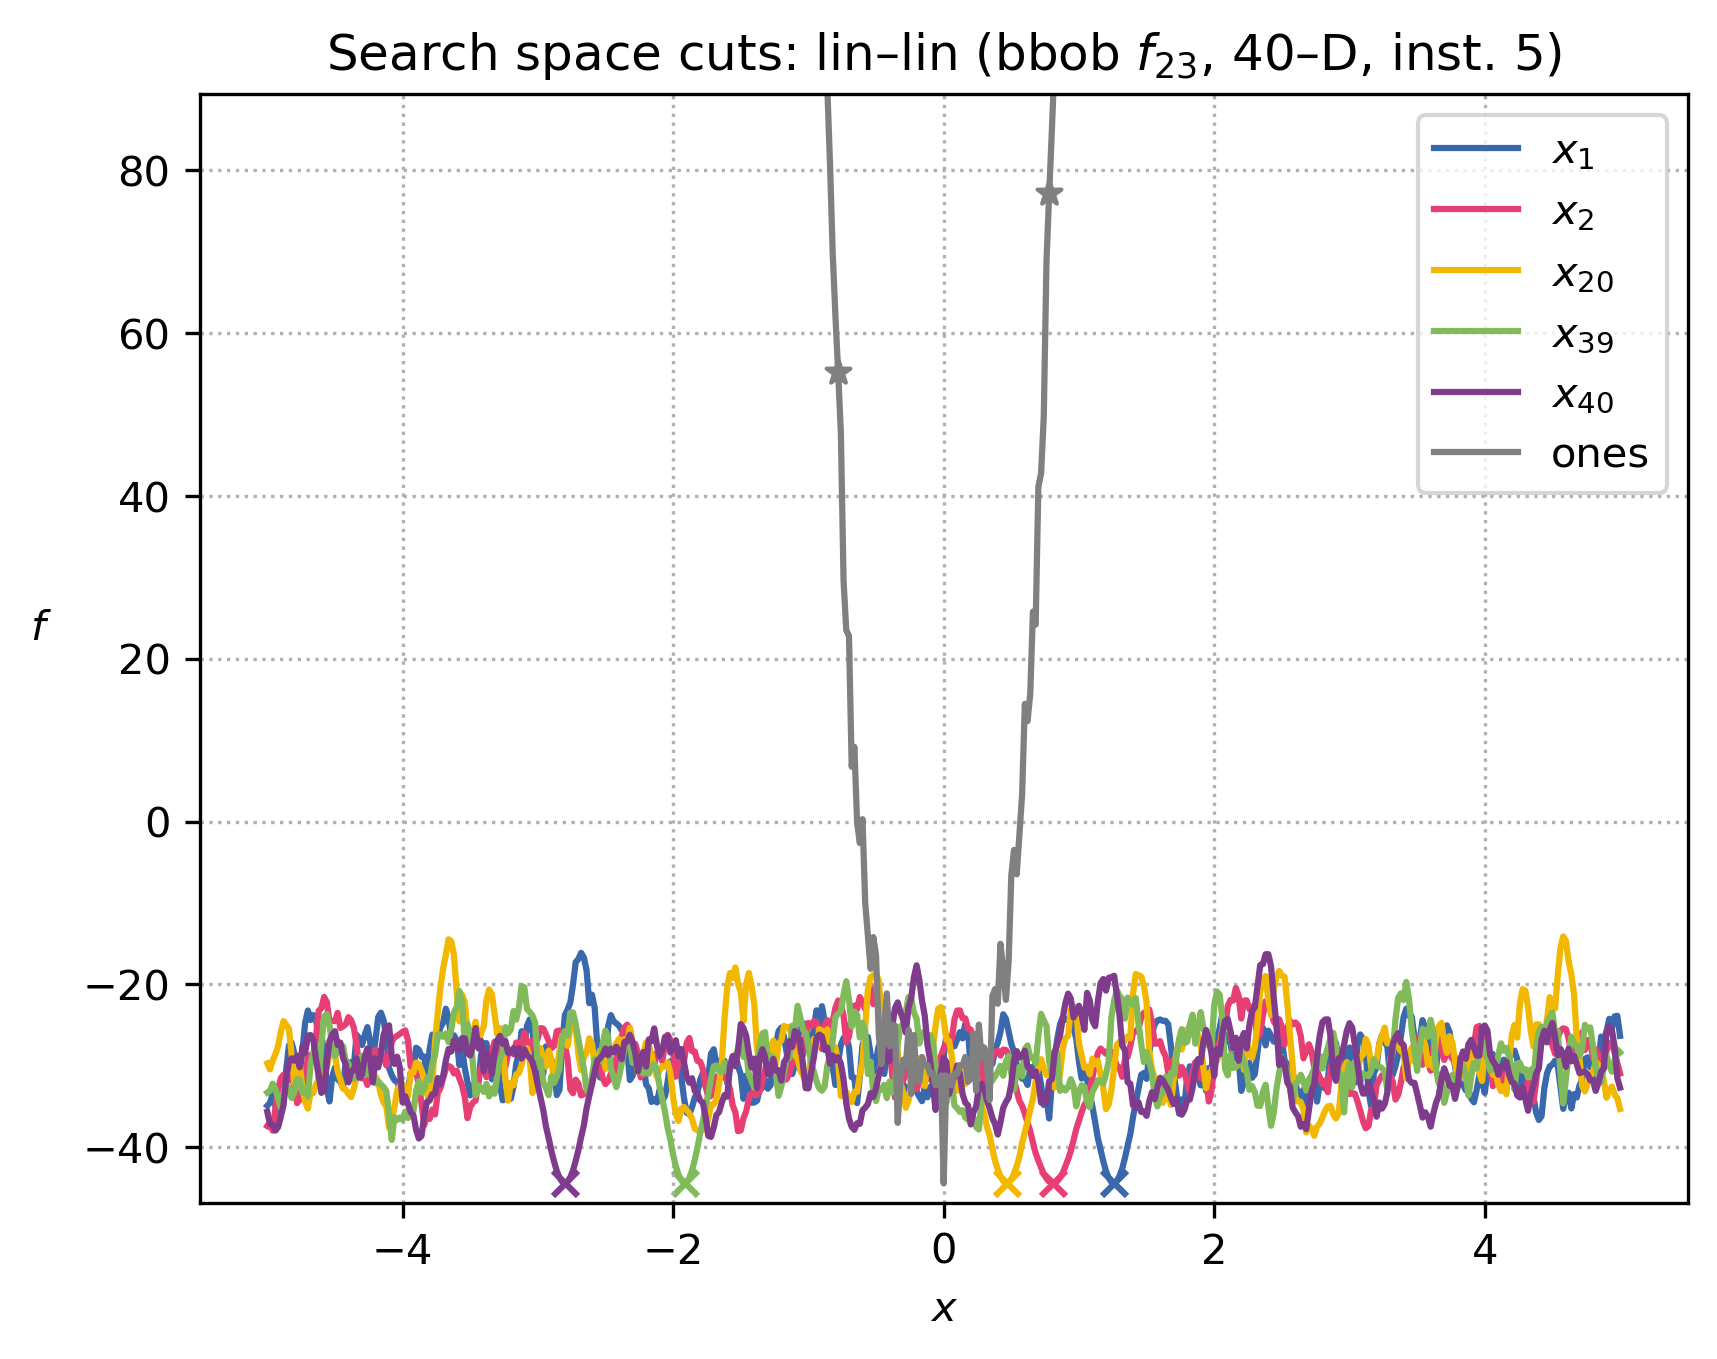 Search space cuts: lin–lin (bbob f₂₃, 40–D, inst. 5)
x₁
x₂
x₂₀
x₃₉
x₄₀
ones
80
60
40
20
0
−20
−40
f
−4 −2 0 2 4
x